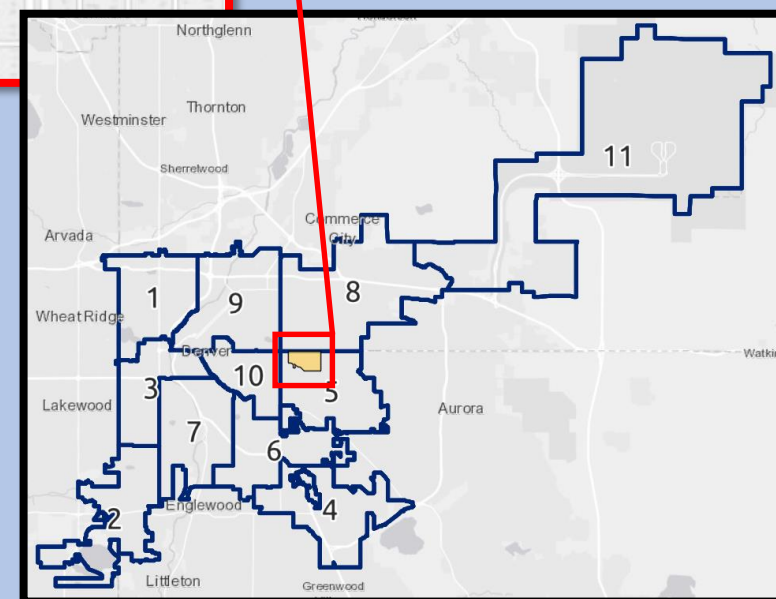 Northglenn
Thornton
Westminster
Sherrelwood
11
Commerce
City
Arvada
8
1
9
Wheat Ridge
Denver
10
3
5
Lakewood
Aurora
7
6
Englewood
4
2
Littleton
Greenwood